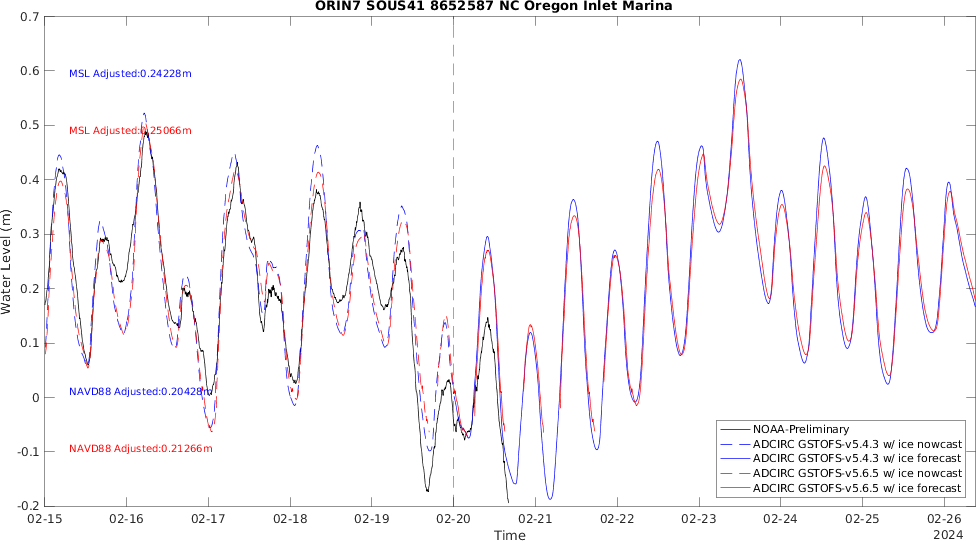 ORIN7 SOUS41 8652587 NC Oregon Inlet Marina
0.7
0.6
0.5
0.4
0.3
0.2
0.1
0
-0.1
-0.2
Water Level (m)
MSL Adjusted:0.24228m
MSL Adjusted:0.25066m
NAVD88 Adjusted:0.20428m
NAVD88 Adjusted:0.21266m
NOAA-Preliminary
ADCIRC GSTOFS-v5.4.3 w/ ice nowcast
ADCIRC GSTOFS-v5.4.3 w/ ice forecast
ADCIRC GSTOFS-v5.6.5 w/ ice nowcast
ADCIRC GSTOFS-v5.6.5 w/ ice forecast
02-15 02-16 02-17 02-18 02-19 02-20 02-21 02-22 02-23 02-24 02-25 02-26
Time
2024